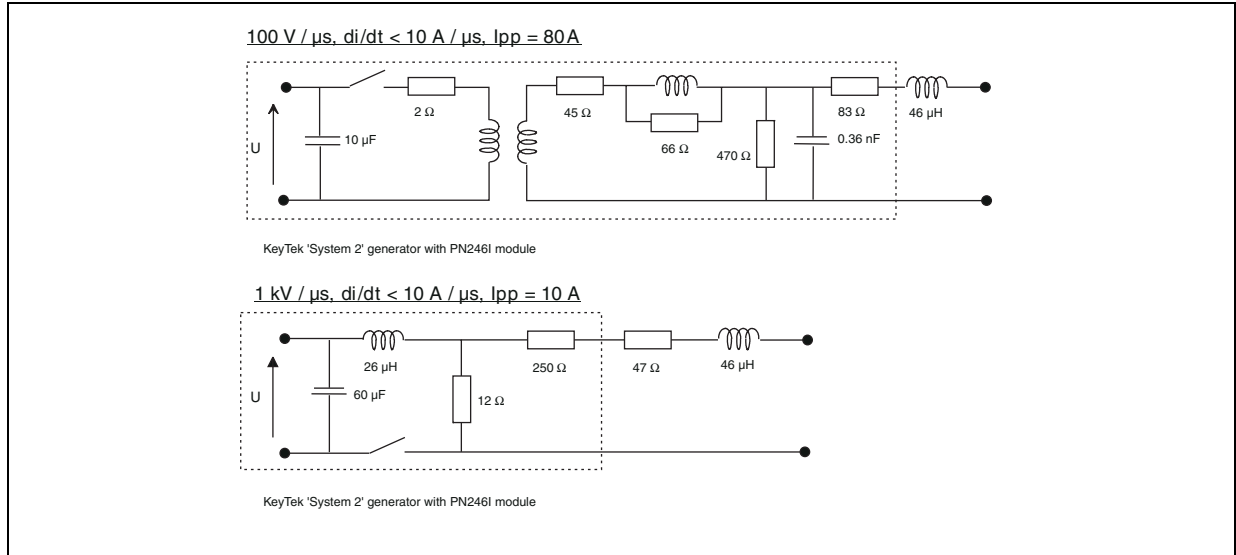 100 V / µs, di/dt < 10 A / µs, Ipp = 80 A
2 Ω
45 Ω
83 Ω
46 µH
U
10 µF
66 Ω
470 Ω
0.36 nF
KeyTek 'System 2' generator with PN246I module
1 kV / µs, di/dt < 10 A / µs, Ipp = 10 A
26 µH
250 Ω
47 Ω
46 µH
U
60 µF
12 Ω
KeyTek 'System 2' generator with PN246I module